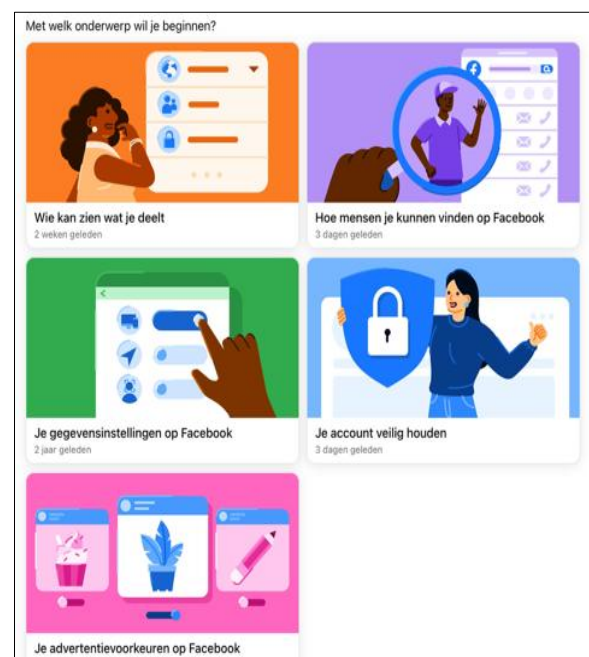 Met welk onderwerp wil je beginnen?
Wie kan zien wat je deelt
2 weken geleden
Hoe mensen je kunnen vinden op Facebook
3 dagen geleden
Je gegevensinstellingen op Facebook
2 jaar geleden
Je account veilig houden
3 dagen geleden
Je advertentievoorkeuren op Facebook